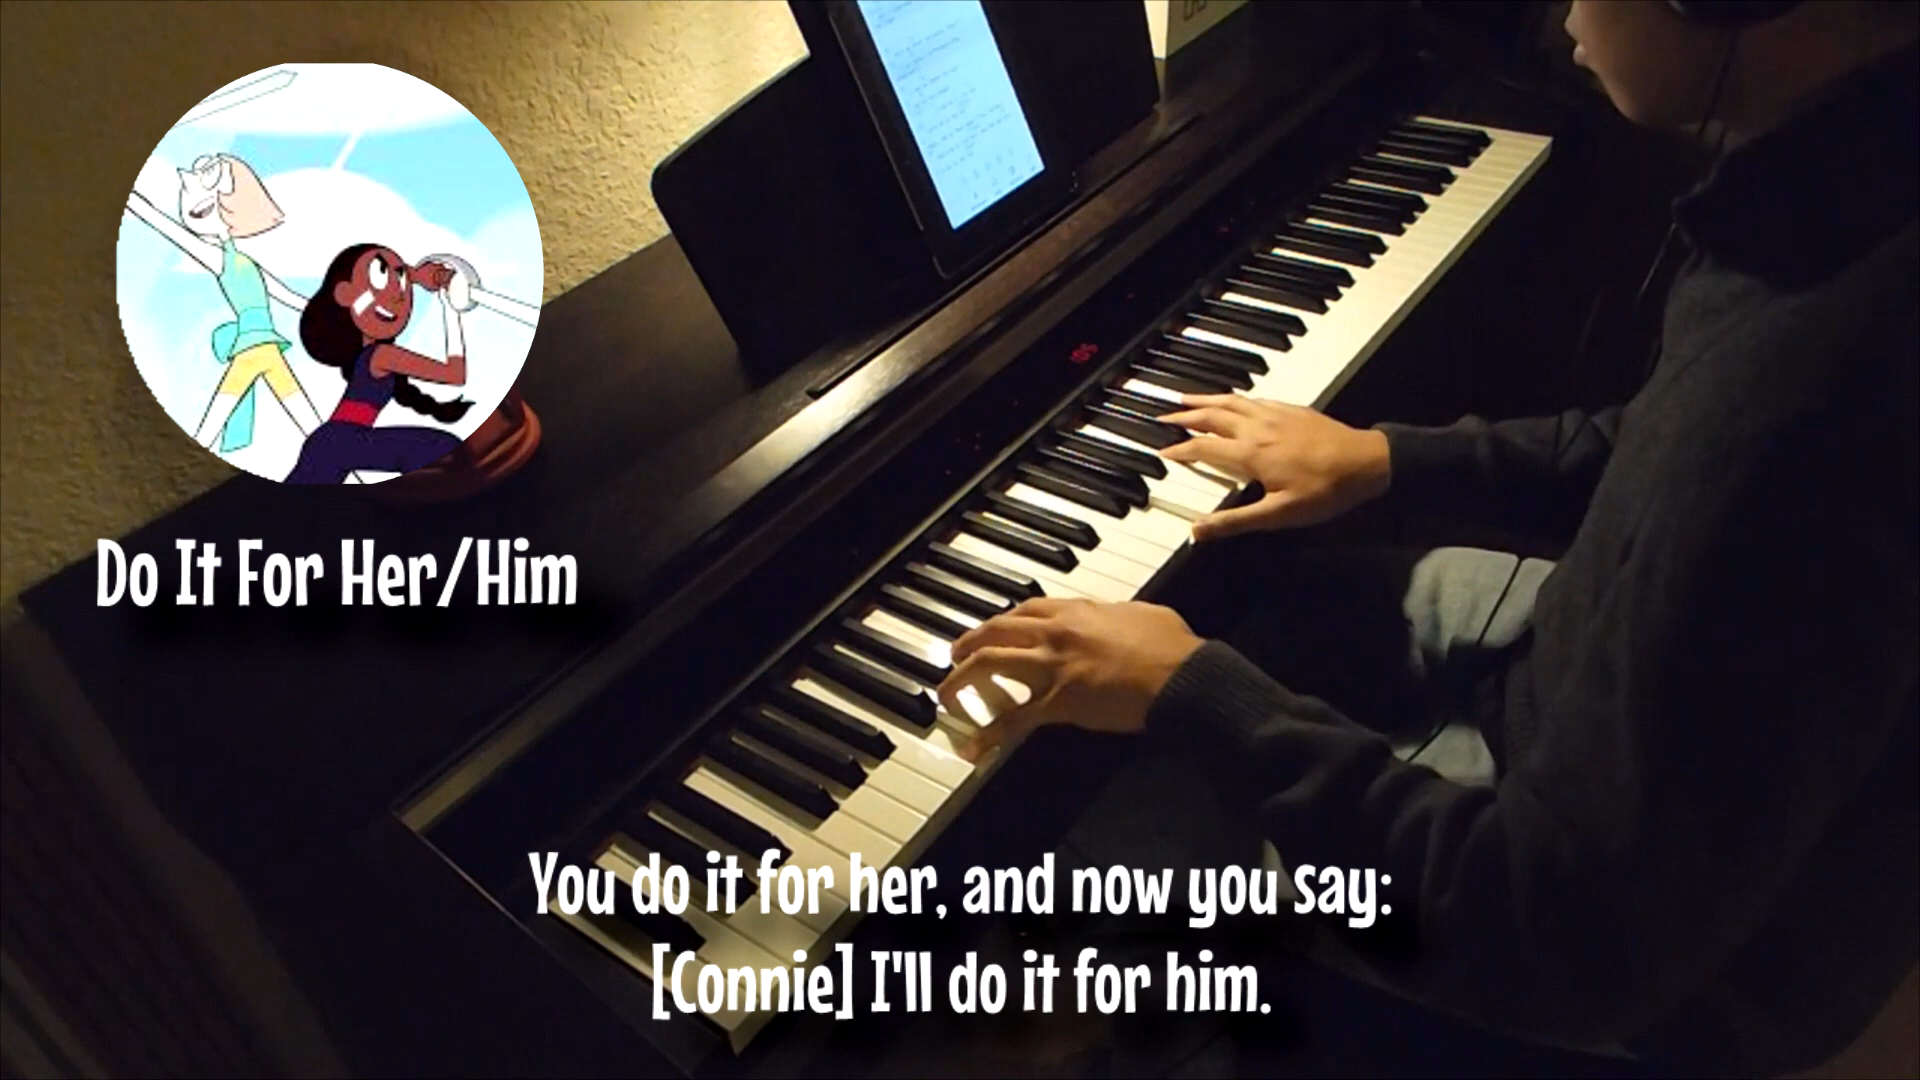 Do It For Her/Him
You do it for her, and now you say:
[Connie] I'll do it for him.